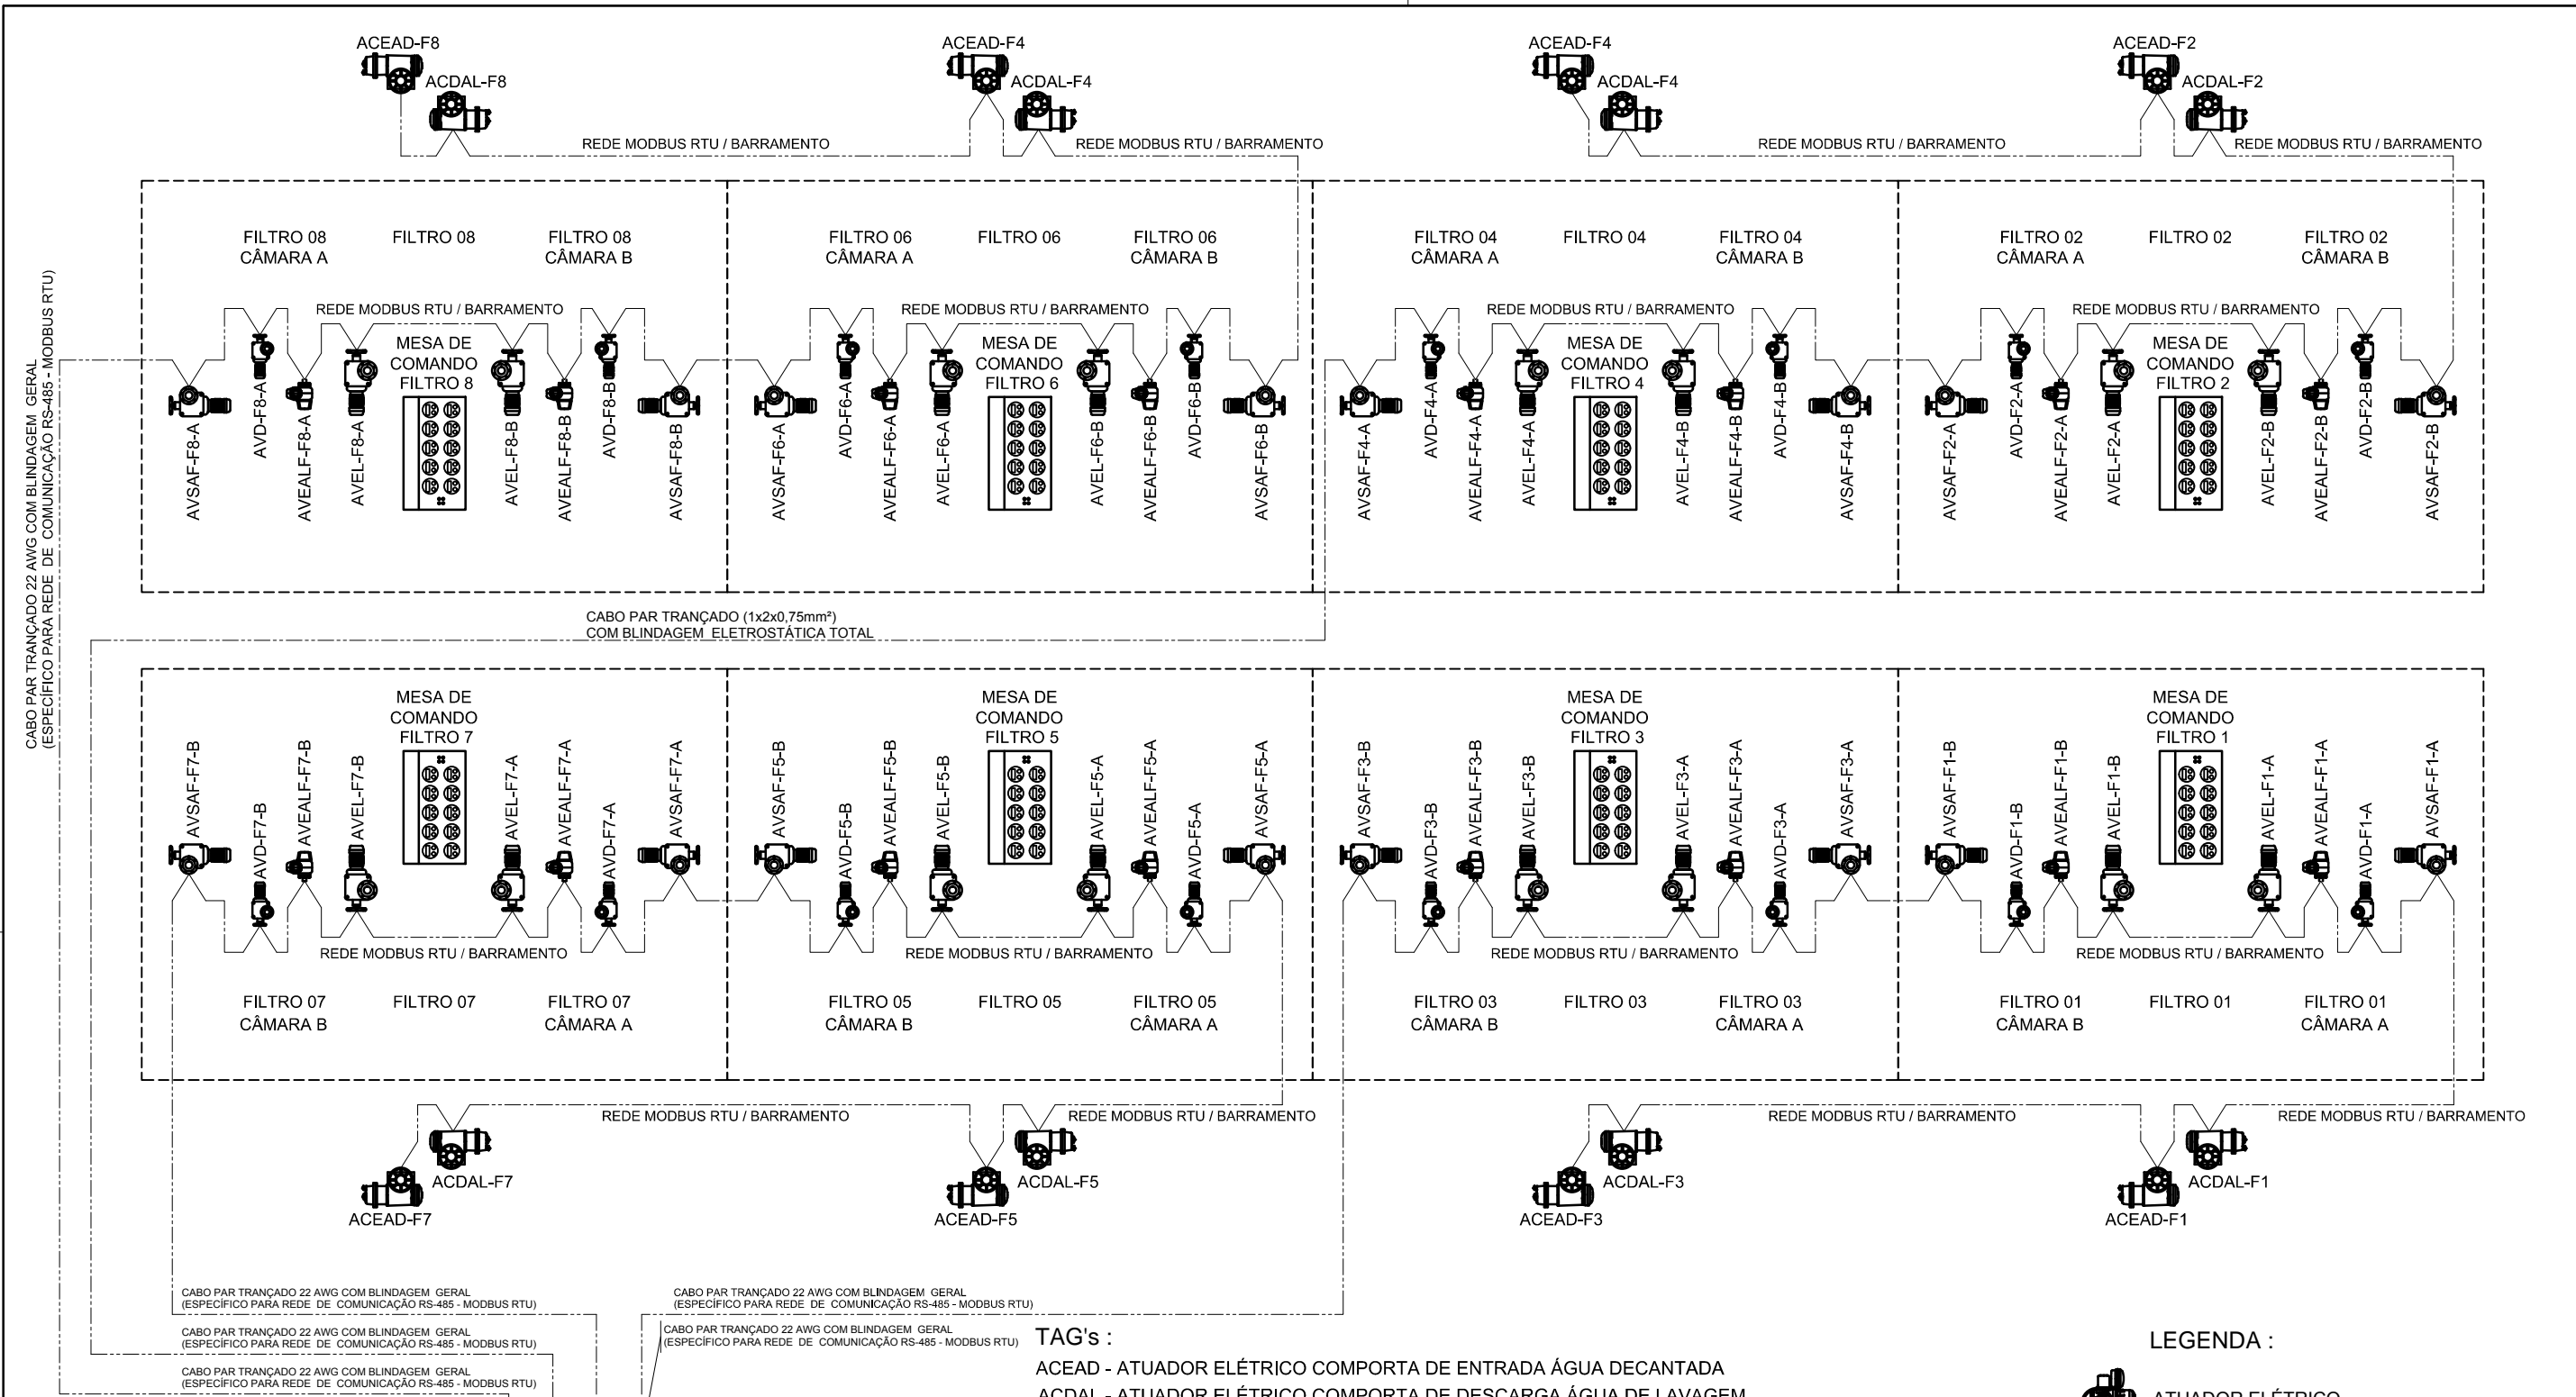 ACEAD-F8
ACDAL-F8
ACEAD-F4
ACDAL-F4
ACEAD-F4
ACDAL-F4
ACEAD-F2
ACDAL-F2
REDE MODBUS RTU / BARRAMENTO
REDE MODBUS RTU / BARRAMENTO
REDE MODBUS RTU / BARRAMENTO
REDE MODBUS RTU / BARRAMENTO
CABO PAR TRANÇADO 22 AWG COM BLINDAGEM GERAL
(ESPECÍFICO PARA REDE DE COMUNICAÇÃO RS-485 - MODBUS RTU)
FILTRO 08
CÂMARA A
FILTRO 08
FILTRO 08
CÂMARA B
REDE MODBUS RTU / BARRAMENTO
MESA DE
COMANDO
FILTRO 8
AVSAF-F8-A
AVD-F8-A
AVEALF-F8-A
AVEL-F8-A
AVEL-F8-B
AVEALF-F8-B
AVD-F8-B
AVSAF-F8-B
FILTRO 06
CÂMARA A
FILTRO 06
FILTRO 06
CÂMARA B
REDE MODBUS RTU / BARRAMENTO
MESA DE
COMANDO
FILTRO 6
AVSAF-F6-A
AVD-F6-A
AVEALF-F6-A
AVEL-F6-A
AVEL-F6-B
AVEALF-F6-B
AVD-F6-B
AVSAF-F6-B
FILTRO 04
CÂMARA A
FILTRO 04
FILTRO 04
CÂMARA B
REDE MODBUS RTU / BARRAMENTO
MESA DE
COMANDO
FILTRO 4
AVSAF-F4-A
AVD-F4-A
AVEALF-F4-A
AVEL-F4-A
AVEL-F4-B
AVEALF-F4-B
AVD-F4-B
AVSAF-F4-B
FILTRO 02
CÂMARA A
FILTRO 02
FILTRO 02
CÂMARA B
REDE MODBUS RTU / BARRAMENTO
MESA DE
COMANDO
FILTRO 2
AVSAF-F2-A
AVD-F2-A
AVEALF-F2-A
AVEL-F2-A
AVEL-F2-B
AVEALF-F2-B
AVD-F2-B
AVSAF-F2-B
CABO PAR TRANÇADO (1x2x0,75mm²)
COM BLINDAGEM ELETROSTÁTICA TOTAL
MESA DE
COMANDO
FILTRO 7
AVSAF-F7-B
AVD-F7-B
AVEALF-F7-B
AVEL-F7-B
AVEL-F7-A
AVEALF-F7-A
AVD-F7-A
AVSAF-F7-A
REDE MODBUS RTU / BARRAMENTO
FILTRO 07
CÂMARA B
FILTRO 07
FILTRO 07
CÂMARA A
MESA DE
COMANDO
FILTRO 5
AVSAF-F5-B
AVD-F5-B
AVEALF-F5-B
AVEL-F5-B
AVEL-F5-A
AVEALF-F5-A
AVD-F5-A
AVSAF-F5-A
REDE MODBUS RTU / BARRAMENTO
FILTRO 05
CÂMARA B
FILTRO 05
FILTRO 05
CÂMARA A
MESA DE
COMANDO
FILTRO 3
AVSAF-F3-B
AVD-F3-B
AVEALF-F3-B
AVEL-F3-B
AVEL-F3-A
AVEALF-F3-A
AVD-F3-A
AVSAF-F3-A
REDE MODBUS RTU / BARRAMENTO
FILTRO 03
CÂMARA B
FILTRO 03
FILTRO 03
CÂMARA A
MESA DE
COMANDO
FILTRO 1
AVSAF-F1-B
AVD-F1-B
AVEALF-F1-B
AVEL-F1-B
AVEL-F1-A
AVEALF-F1-A
AVD-F1-A
AVSAF-F1-A
REDE MODBUS RTU / BARRAMENTO
FILTRO 01
CÂMARA B
FILTRO 01
FILTRO 01
CÂMARA A
REDE MODBUS RTU / BARRAMENTO
REDE MODBUS RTU / BARRAMENTO
REDE MODBUS RTU / BARRAMENTO
REDE MODBUS RTU / BARRAMENTO
ACDAL-F7
ACEAD-F7
ACDAL-F5
ACEAD-F5
ACDAL-F3
ACEAD-F3
ACDAL-F1
ACEAD-F1
CABO PAR TRANÇADO 22 AWG COM BLINDAGEM GERAL
(ESPECÍFICO PARA REDE DE COMUNICAÇÃO RS-485 - MODBUS RTU)
CABO PAR TRANÇADO 22 AWG COM BLINDAGEM GERAL
(ESPECÍFICO PARA REDE DE COMUNICAÇÃO RS-485 - MODBUS RTU)
CABO PAR TRANÇADO 22 AWG COM BLINDAGEM GERAL
(ESPECÍFICO PARA REDE DE COMUNICAÇÃO RS-485 - MODBUS RTU)
CABO PAR TRANÇADO 22 AWG COM BLINDAGEM GERAL
(ESPECÍFICO PARA REDE DE COMUNICAÇÃO RS-485 - MODBUS RTU)
CABO PAR TRANÇADO 22 AWG COM BLINDAGEM GERAL
(ESPECÍFICO PARA REDE DE COMUNICAÇÃO RS-485 - MODBUS RTU)
TAG's :
ACEAD - ATUADOR ELÉTRICO COMPORTA DE ENTRADA ÁGUA DECANTADA
ACDAL - ATUADOR ELÉTRICO COMPORTA DE DESCARGA ÁGUA DE LAVAGEM
LEGENDA :
ATUADOR ELÉTRICO